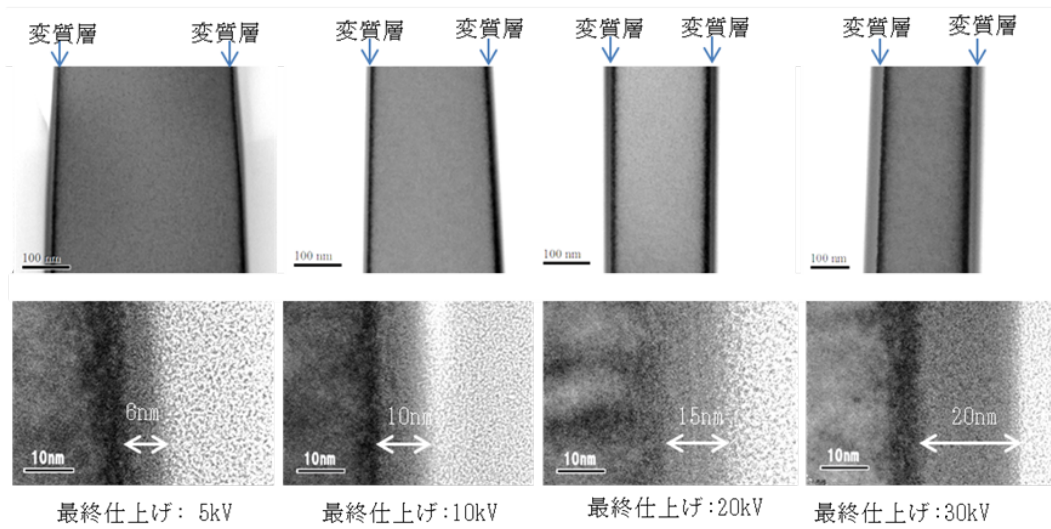 変質層 変質層 変質層 変質層 変質層 変質層 変質層 変質層
100 nm 100 nm 100 nm 100 nm
6nm 10nm 15nm 20nm
10nm 10nm 10nm 10nm
最終仕上げ: 5kV 最終仕上げ:10kV 最終仕上げ:20kV 最終仕上げ:30kV